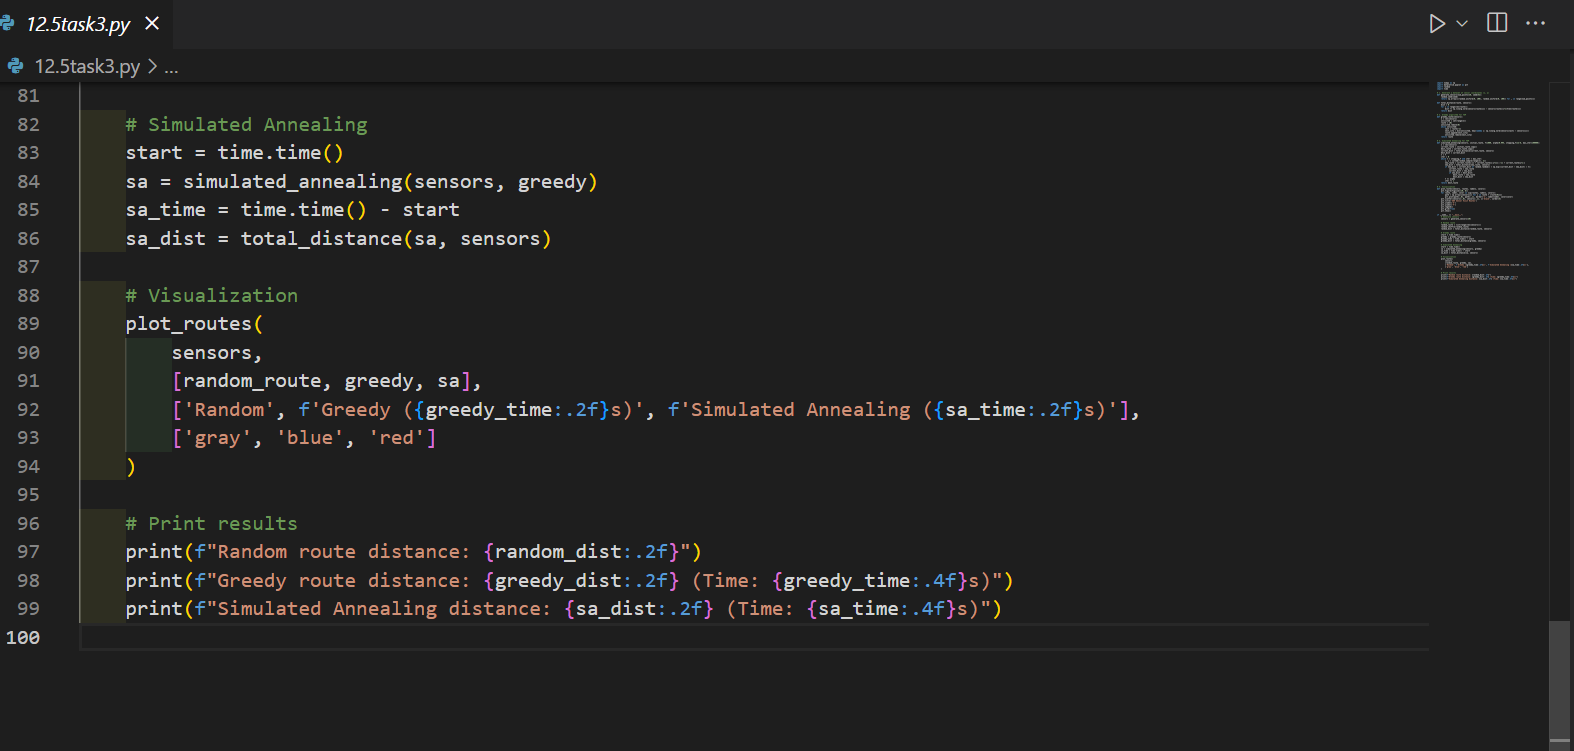 12.5task3.py
12.5task3.py > ...
81
82 # Simulated Annealing
83 start = time.time()
84 sa = simulated_annealing(sensors, greedy)
85 sa_time = time.time() - start
86 sa_dist = total_distance(sa, sensors)
87
88 # Visualization
89 plot_routes(
90 sensors,
91 [random_route, greedy, sa],
92 ['Random', f'Greedy ({greedy_time:.2f}s)', f'Simulated Annealing ({sa_time:.2f}s)'],
93 ['gray', 'blue', 'red']
94 )
95
96 # Print results
97 print(f"Random route distance: {random_dist:.2f}")
98 print(f"Greedy route distance: {greedy_dist:.2f} (Time: {greedy_time:.4f}s)")
99 print(f"Simulated Annealing distance: {sa_dist:.2f} (Time: {sa_time:.4f}s)")
100